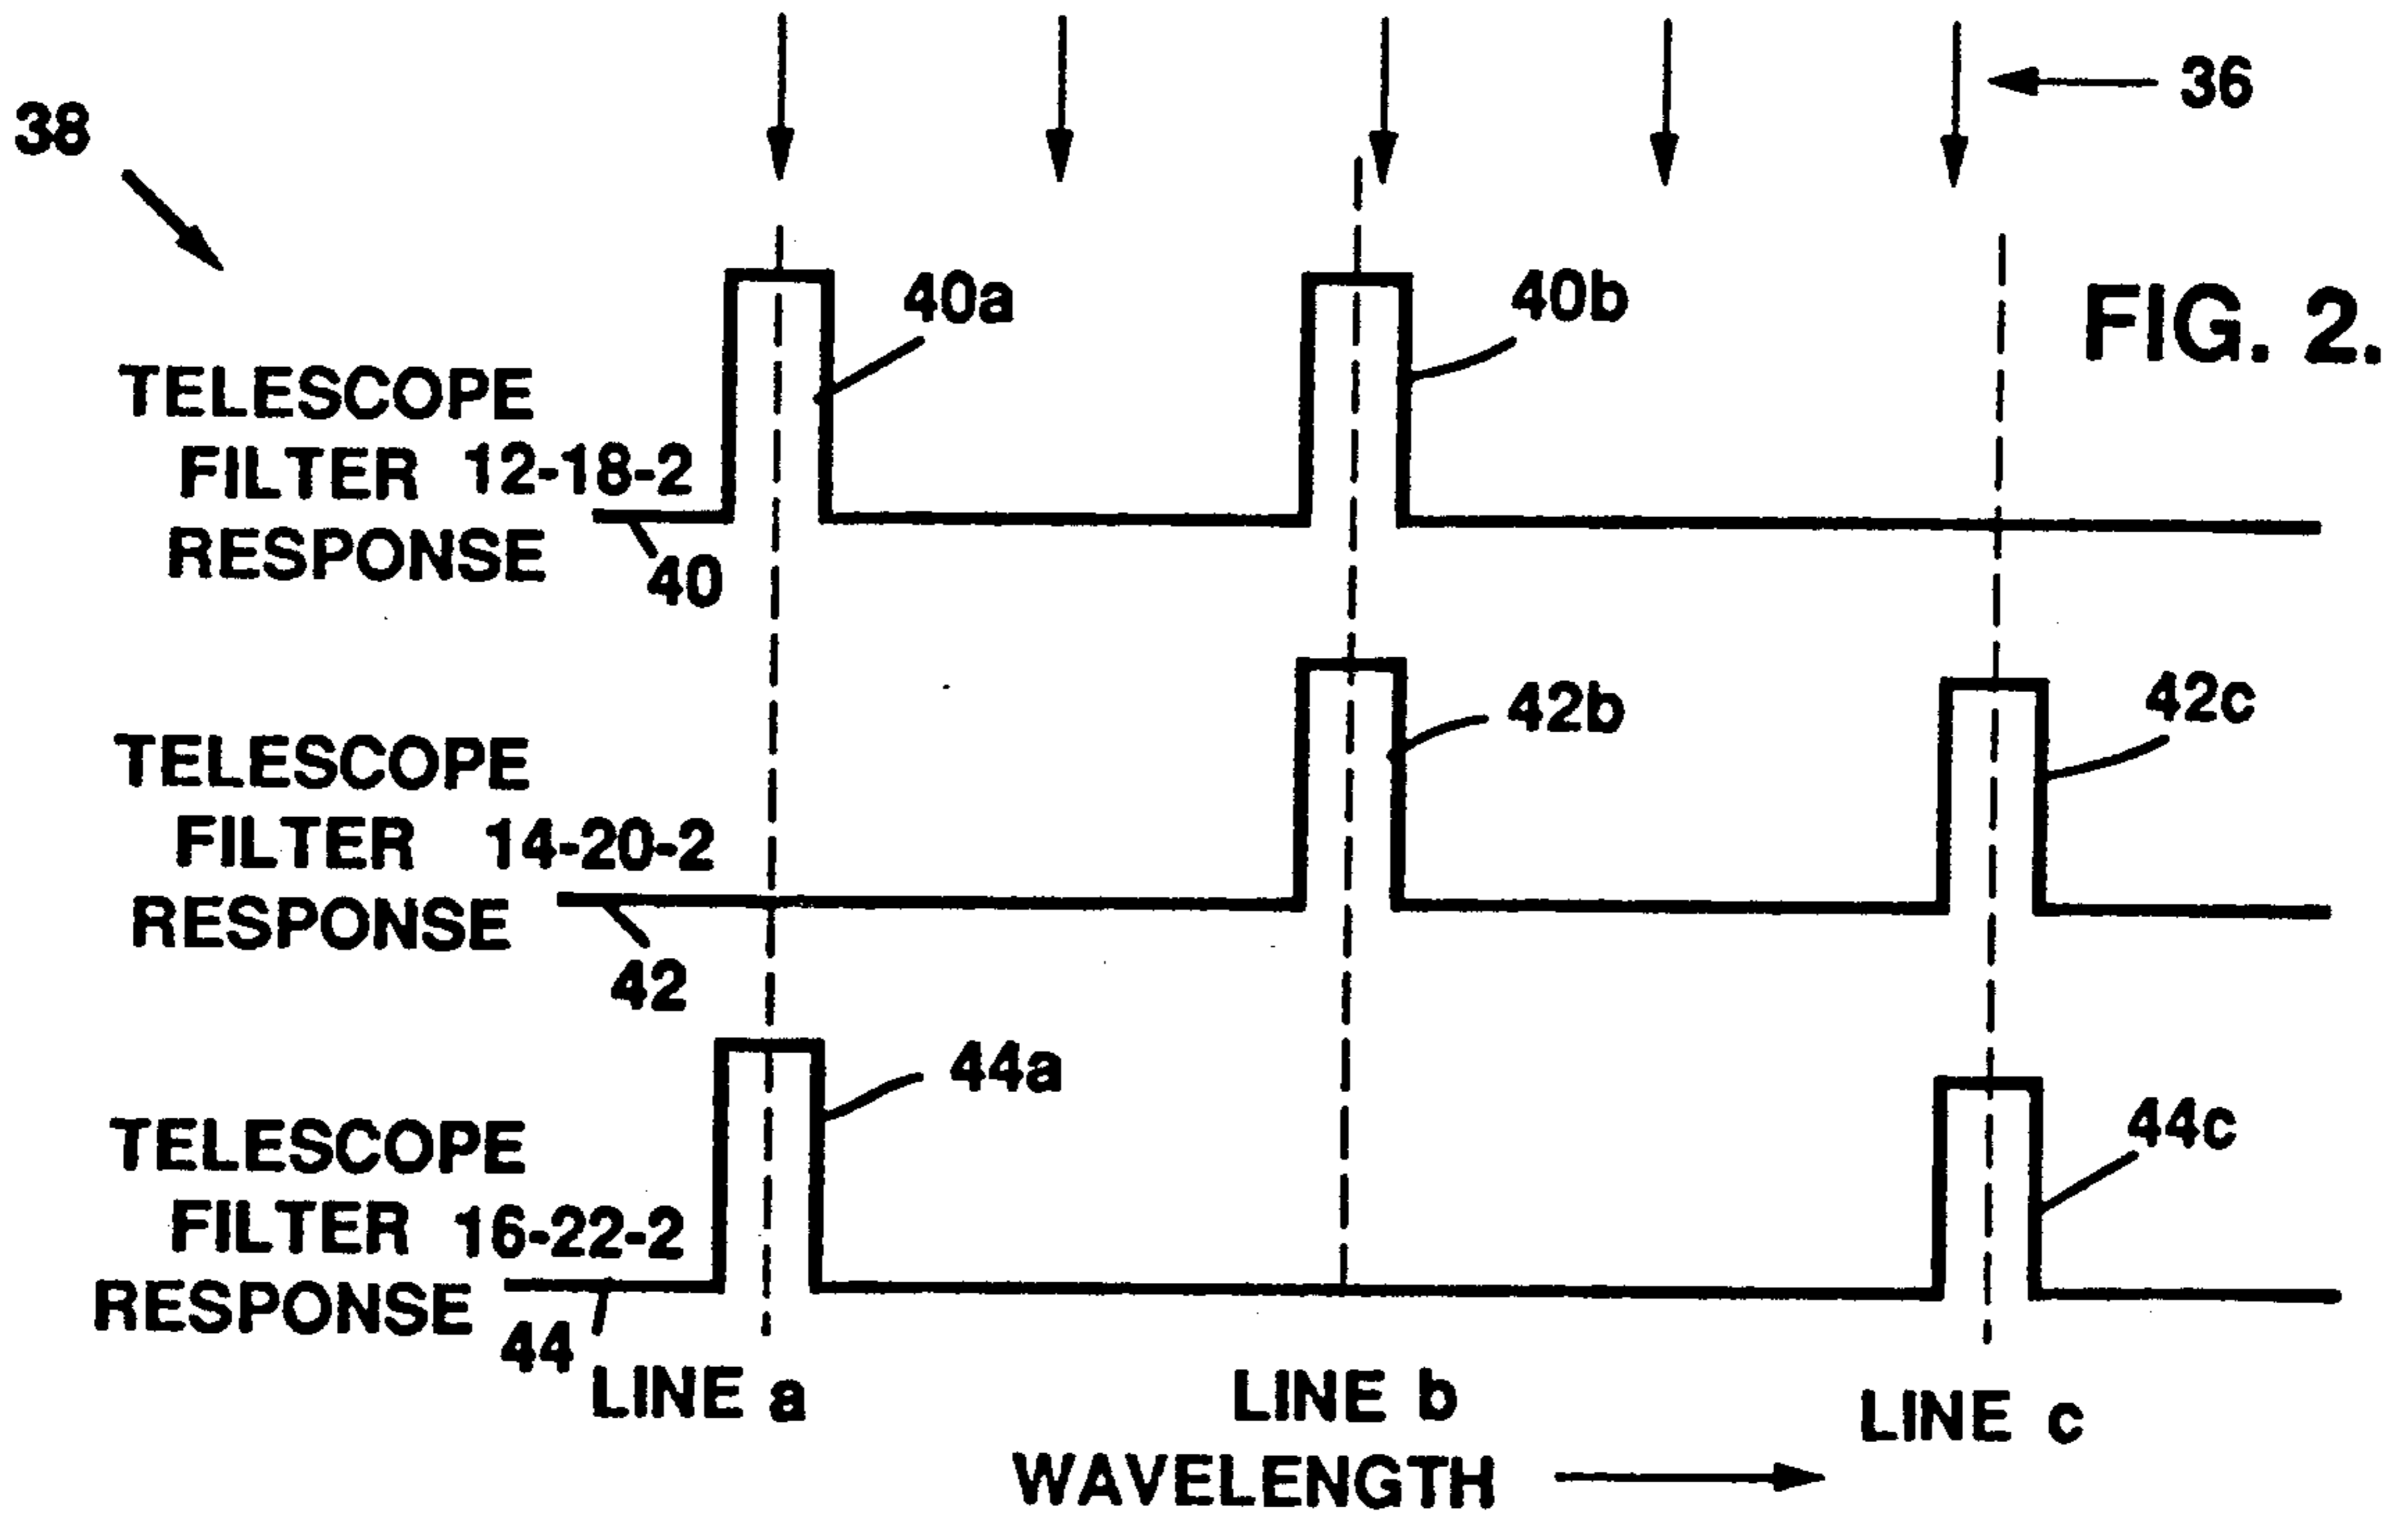 36
38
40a
40b
FIG. 2.
TELESCOPE
FILTER 12-18-2
RESPONSE
40
42b
42c
TELESCOPE
FILTER 14-20-2
RESPONSE
42
44a
44c
TELESCOPE
FILTER 16-22-2
RESPONSE
44
LINE a
LINE b
LINE c
WAVELENGTH